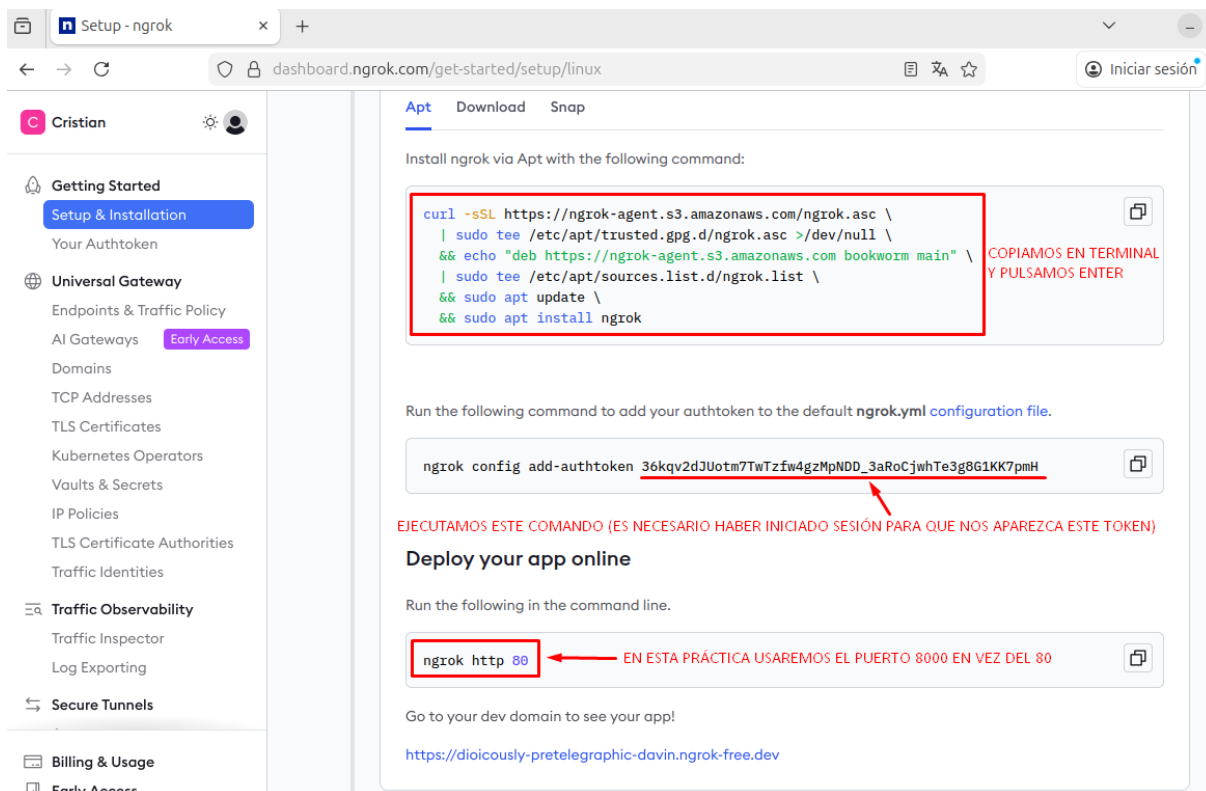 Setup - ngrok
dashboard.ngrok.com/get-started/setup/linux
Iniciar sesión
C Cristian
Getting Started
Setup & Installation
Your Authtoken
Universal Gateway
Endpoints & Traffic Policy
AI Gateways Early Access
Domains
TCP Addresses
TLS Certificates
Kubernetes Operators
Vaults & Secrets
IP Policies
TLS Certificate Authorities
Traffic Identities
Traffic Observability
Traffic Inspector
Log Exporting
Secure Tunnels
Billing & Usage
Early Access
Apt Download Snap
Install ngrok via Apt with the following command:
curl -sSL https://ngrok-agent.s3.amazonaws.com/ngrok.asc \
| sudo tee /etc/apt/trusted.gpg.d/ngrok.asc >/dev/null \
&& echo "deb https://ngrok-agent.s3.amazonaws.com bookworm main" \
| sudo tee /etc/apt/sources.list.d/ngrok.list \
&& sudo apt update \
&& sudo apt install ngrok
COPIAMOS EN TERMINAL
Y PULSAMOS ENTER
Run the following command to add your authtoken to the default ngrok.yml configuration file.
ngrok config add-authtoken 36kqv2dJUotm7TwTzfw4gzMpNDD_3aRoCjwhTe3g8G1KK7pmH
EJECUTAMOS ESTE COMANDO (ES NECESARIO HABER INICIADO SESIÓN PARA QUE NOS APAREZCA ESTE TOKEN)
Deploy your app online
Run the following in the command line.
ngrok http 80
EN ESTA PRÁCTICA USAREMOS EL PUERTO 8000 EN VEZ DEL 80
Go to your dev domain to see your app!
https://dioicously-pretelegraphic-davin.ngrok-free.dev